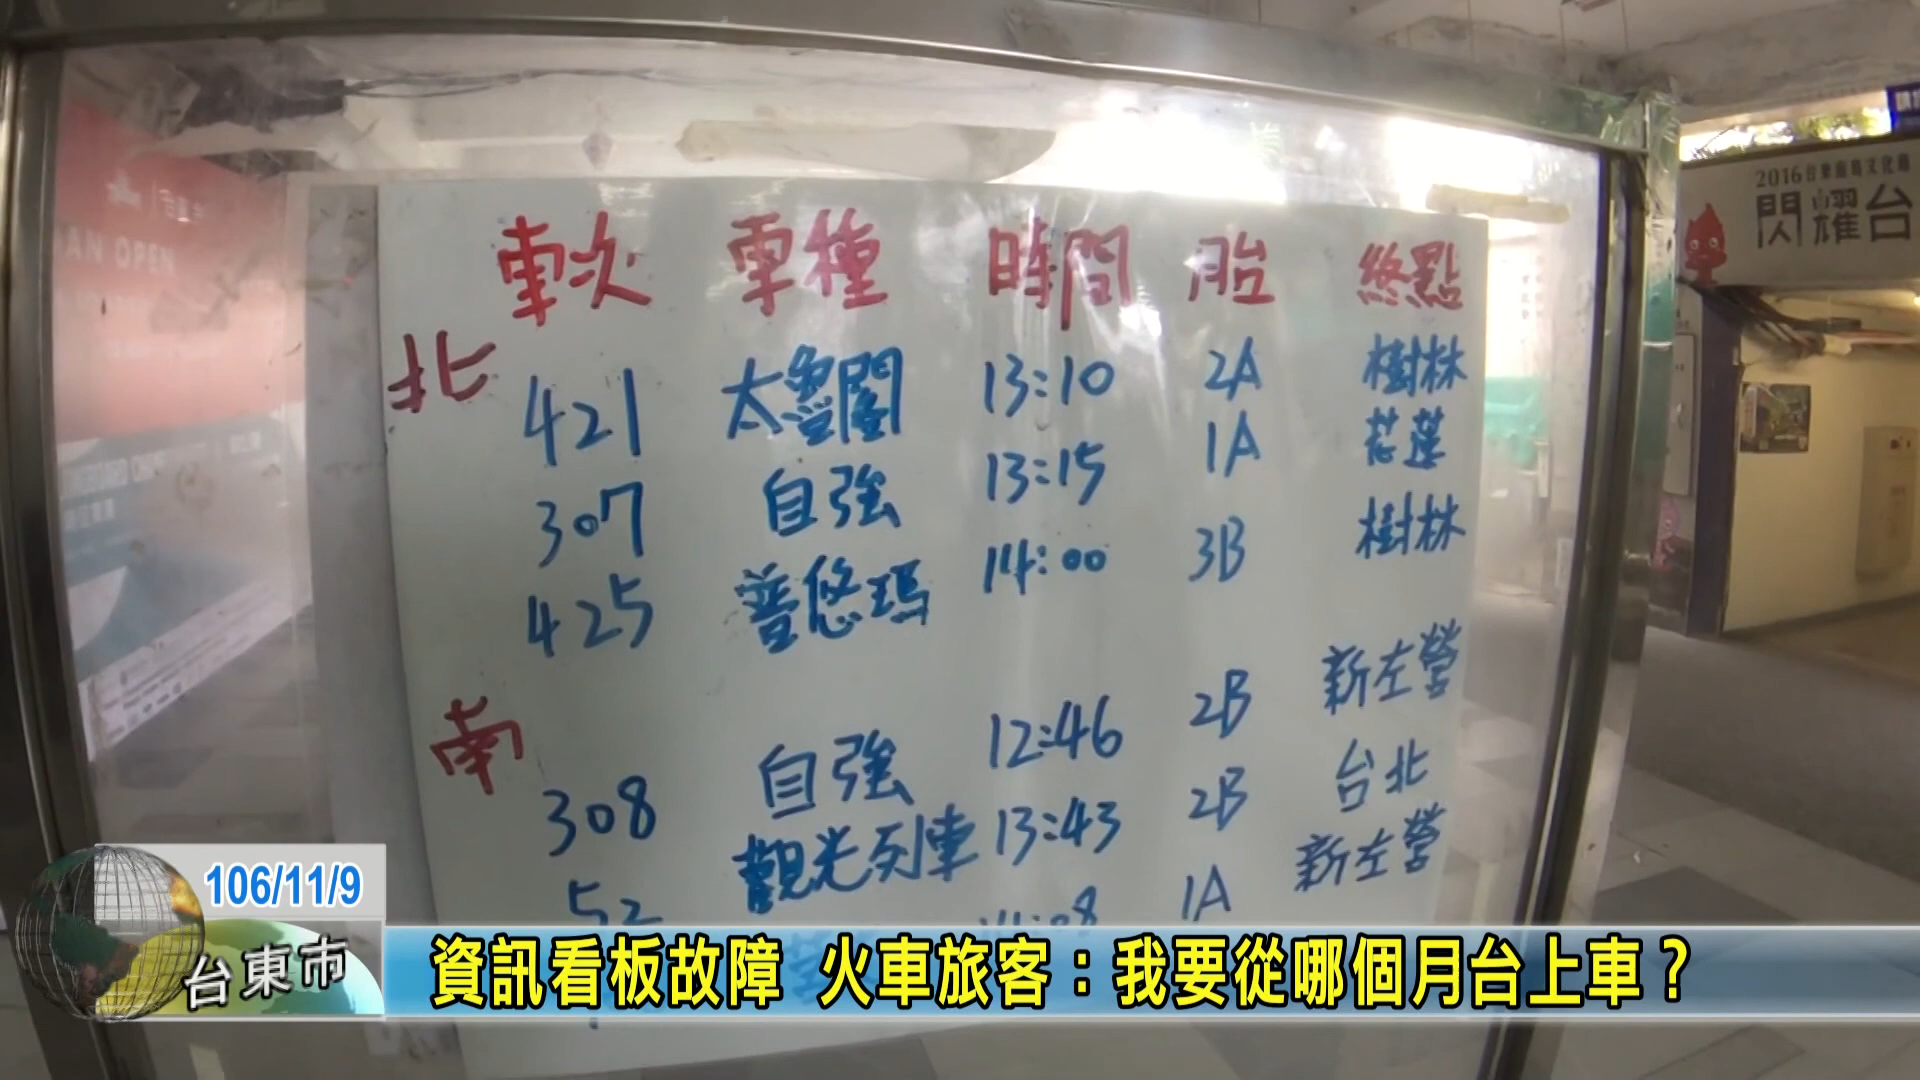 車次 車種 時間 月台 終點
北
421 太魯閣 13:10 2A 樹林
307 自強 13:15 1A 花蓮
425 普悠瑪 14:00 3B 樹林
南
308 自強 12:46 2B 新左營
52 觀光列車 13:43 2B 台北
1A 新左營
AN OPEN
閃耀台
106/11/9
台東市
資訊看板故障 火車旅客：我要從哪個月台上車？